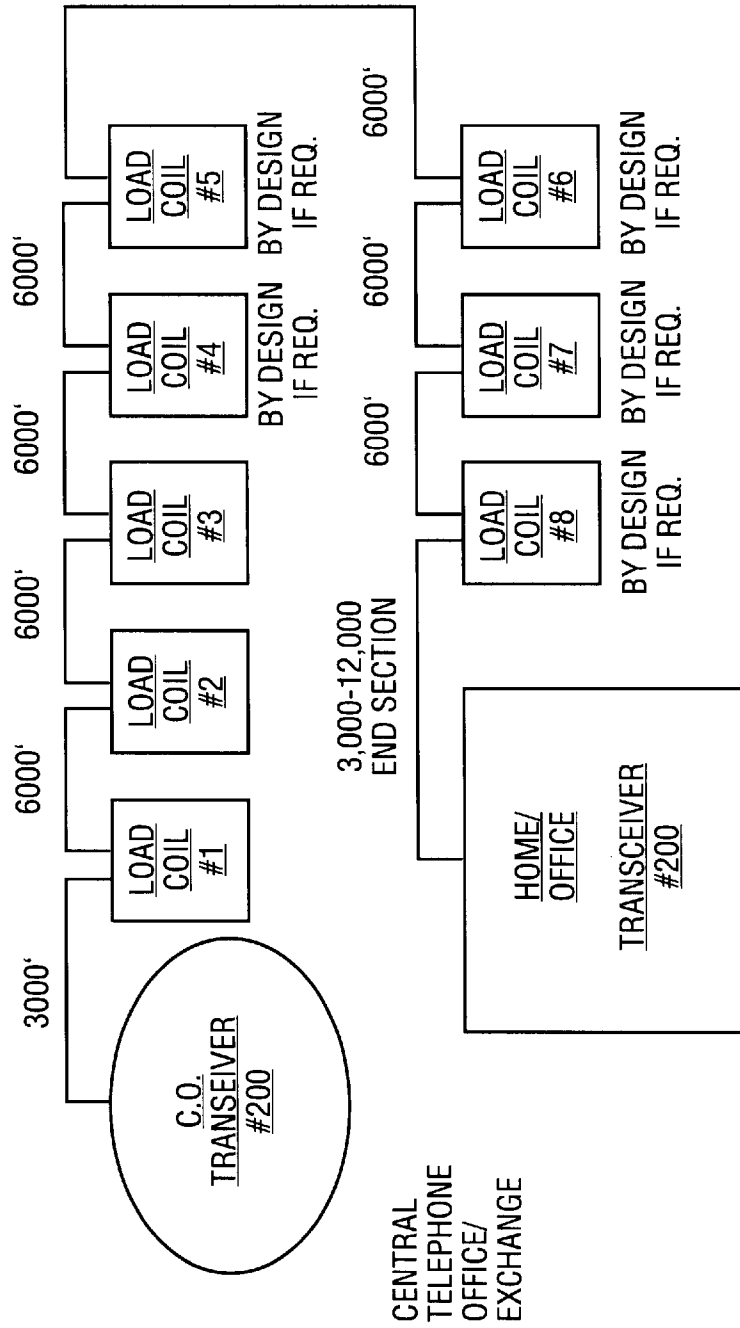 3000‘
6000‘
6000‘
6000‘
6000‘
C.O.
TRANSEIVER
#200
LOAD
COIL
#1
LOAD
COIL
#2
LOAD
COIL
#3
LOAD
COIL
#4
BY DESIGN
IF REQ.
LOAD
COIL
#5
BY DESIGN
IF REQ.
CENTRAL
TELEPHONE
OFFICE/
EXCHANGE
3,000-12,000
END SECTION
6000‘
6000‘
6000‘
HOME/
OFFICE
TRANSCEIVER
#200
LOAD
COIL
#8
BY DESIGN
IF REQ.
LOAD
COIL
#7
BY DESIGN
IF REQ.
LOAD
COIL
#6
BY DESIGN
IF REQ.